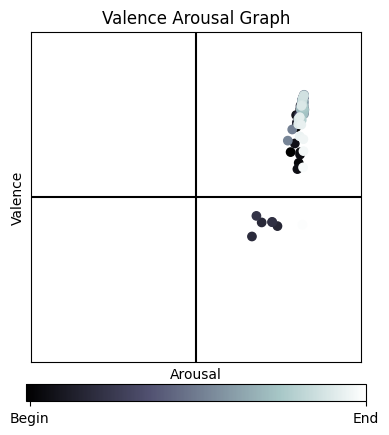 Valence Arousal Graph
Valence
Arousal
Begin End